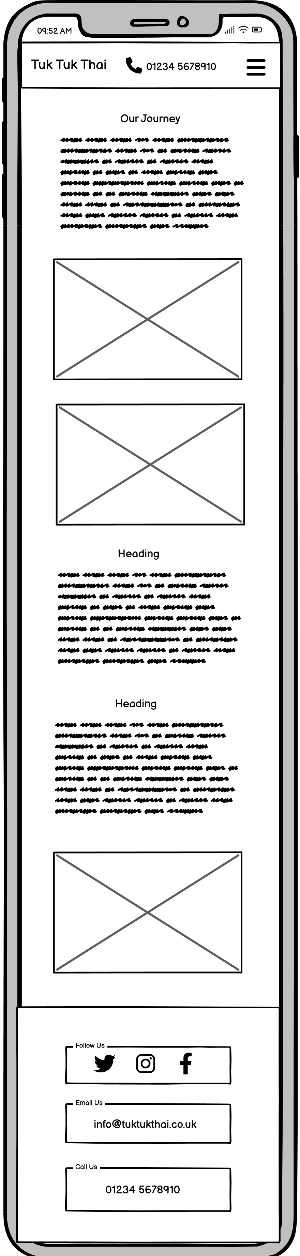 09:52 AM
Tuk Tuk Thai 01234 5678910
Our Journey
Heading
Heading
Follow Us
Email Us
info@tuktukthai.co.uk
Call Us
01234 5678910